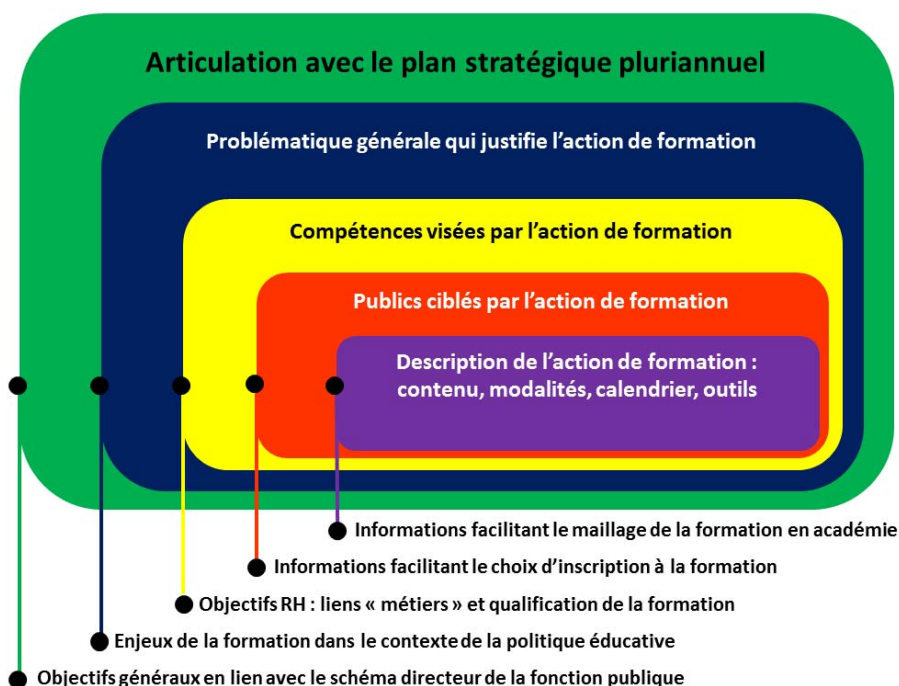 Articulation avec le plan stratégique pluriannuel
Problématique générale qui justifie l’action de formation
Compétences visées par l’action de formation
Publics ciblés par l’action de formation
Description de l’action de formation :
contenu, modalités, calendrier, outils
Informations facilitant le maillage de la formation en académie
Informations facilitant le choix d’inscription à la formation
Objectifs RH : liens « métiers » et qualification de la formation
Enjeux de la formation dans le contexte de la politique éducative
Objectifs généraux en lien avec le schéma directeur de la fonction publique